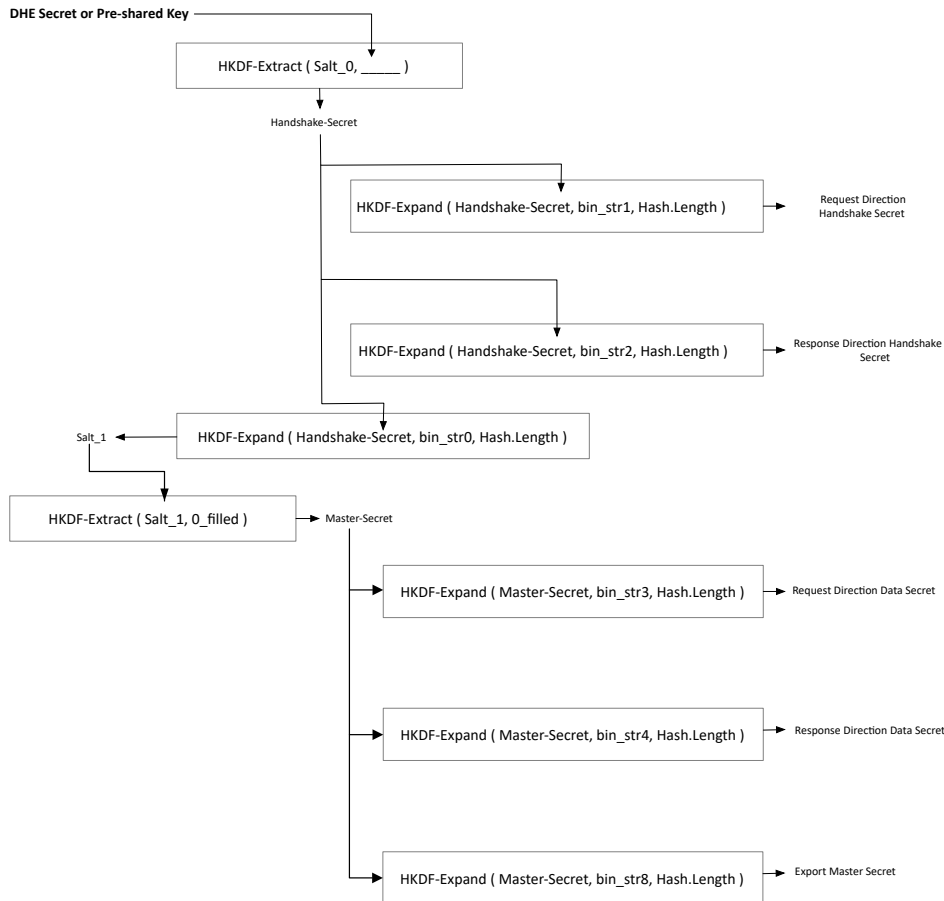 DHE Secret or Pre-shared Key
HKDF-Extract ( Salt_0, _____ )
Handshake-Secret
HKDF-Expand ( Handshake-Secret, bin_str1, Hash.Length )
Request Direction
Handshake Secret
HKDF-Expand ( Handshake-Secret, bin_str2, Hash.Length )
Response Direction Handshake
Secret
Salt_1
HKDF-Expand ( Handshake-Secret, bin_str0, Hash.Length )
HKDF-Extract ( Salt_1, 0_filled )
Master-Secret
HKDF-Expand ( Master-Secret, bin_str3, Hash.Length )
Request Direction Data Secret
HKDF-Expand ( Master-Secret, bin_str4, Hash.Length )
Response Direction Data Secret
HKDF-Expand ( Master-Secret, bin_str8, Hash.Length )
Export Master Secret